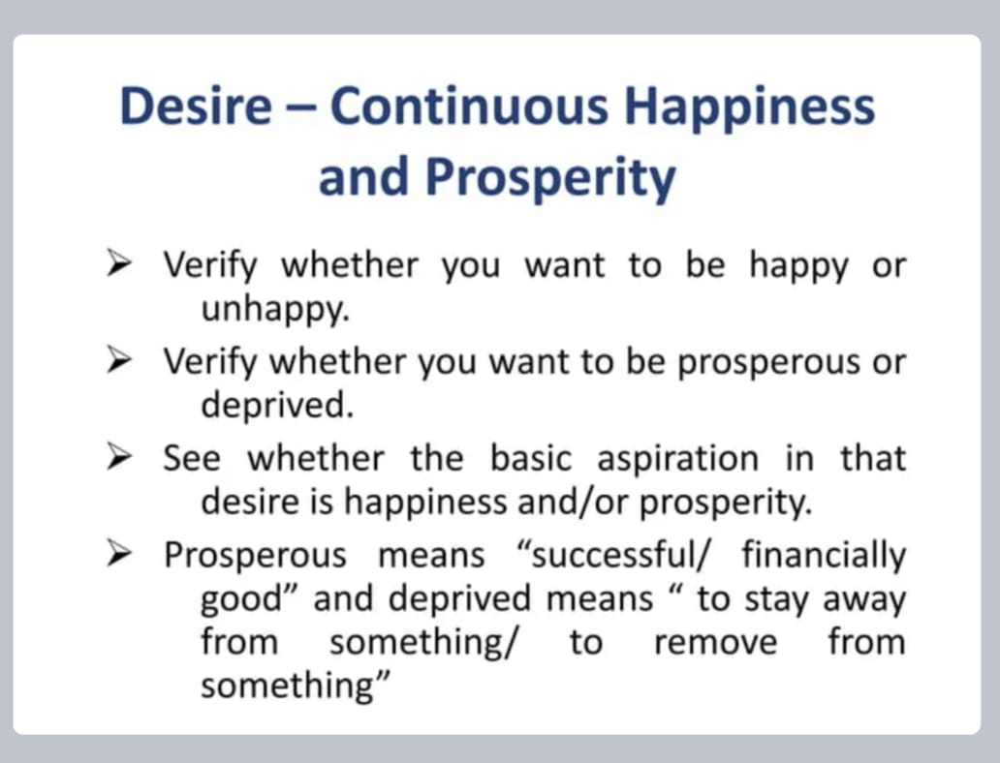 Desire – Continuous Happiness
and Prosperity
➢ Verify whether you want to be happy or
unhappy.
➢ Verify whether you want to be prosperous or
deprived.
➢ See whether the basic aspiration in that
desire is happiness and/or prosperity.
➢ Prosperous means “successful/ financially
good” and deprived means “ to stay away
from something/ to remove from
something”